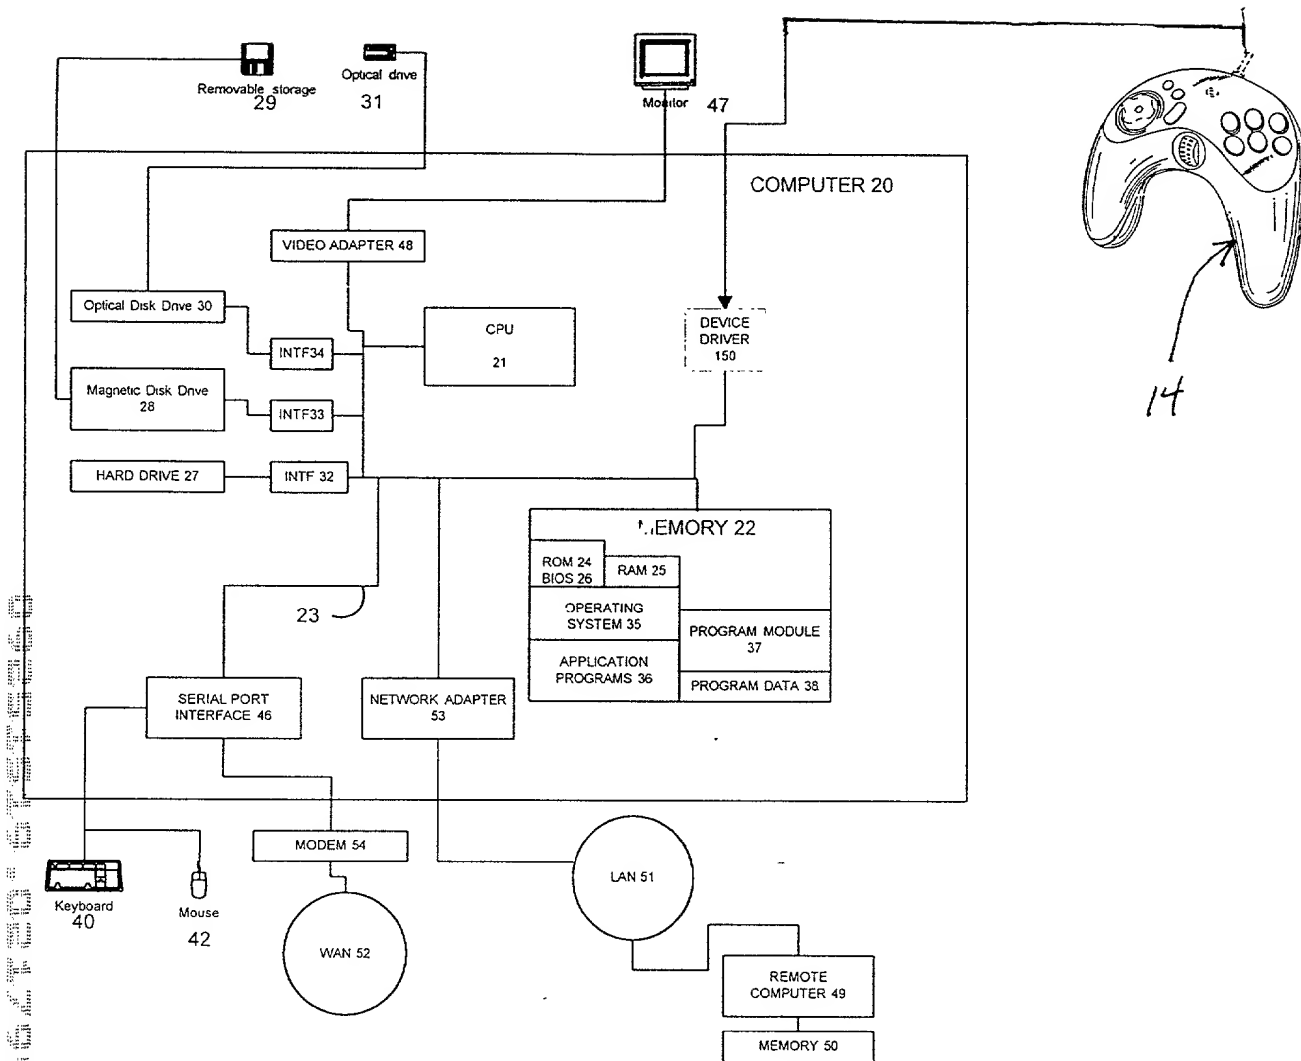 Removable storage
29
Optical drive
31
Monitor
47
COMPUTER 20
VIDEO ADAPTER 48
Optical Disk Drive 30
CPU
21
DEVICE
DRIVER
150
INTF34
Magnetic Disk Drive
28
INTF33
14
HARD DRIVE 27
INTF 32
MEMORY 22
ROM 24
BIOS 26
RAM 25
OPERATING
SYSTEM 35
PROGRAM MODULE
37
APPLICATION
PROGRAMS 36
PROGRAM DATA 38
23
SERIAL PORT
INTERFACE 46
NETWORK ADAPTER
53
MODEM 54
LAN 51
Keyboard
40
Mouse
42
WAN 52
REMOTE
COMPUTER 49
MEMORY 50